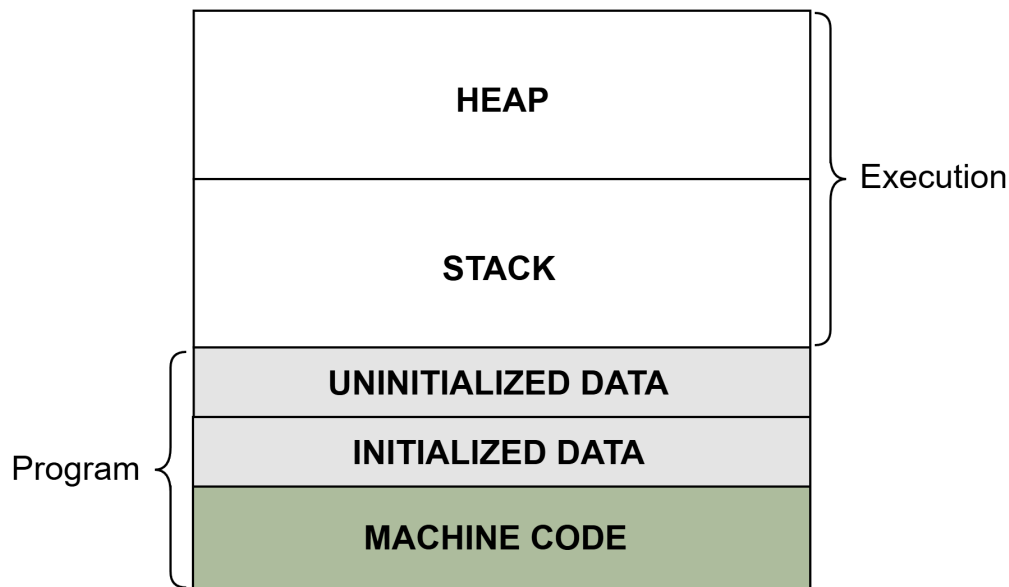 HEAP
Execution
STACK
UNINITIALIZED DATA
INITIALIZED DATA
Program
MACHINE CODE